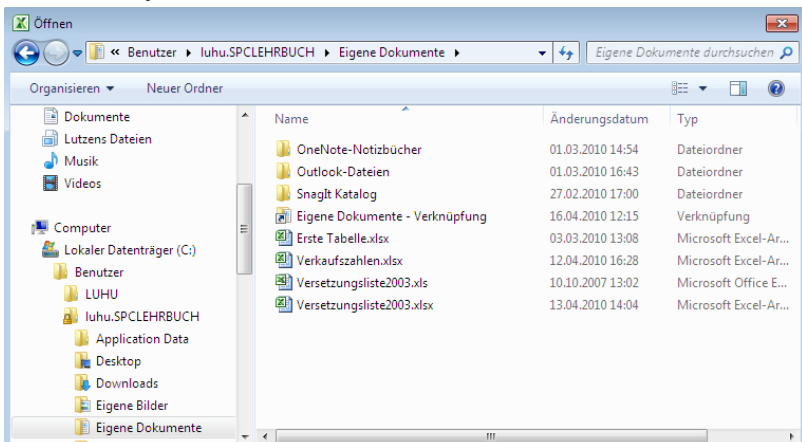 Öffnen
« Benutzer ▸ luhu.SPCLEHRBUCH ▸ Eigene Dokumente ▸
Eigene Dokumente durchsuchen
Organisieren ▾ Neuer Ordner
Dokumente
Lutzens Dateien
Musik
Videos
Computer
Lokaler Datenträger (C:)
Benutzer
LUHU
luhu.SPCLEHRBUCH
Application Data
Desktop
Downloads
Eigene Bilder
Eigene Dokumente
Name Änderungsdatum Typ
OneNote-Notizbücher 01.03.2010 14:54 Dateiordner
Outlook-Dateien 01.03.2010 16:43 Dateiordner
SnagIt Katalog 27.02.2010 17:00 Dateiordner
Eigene Dokumente - Verknüpfung 16.04.2010 12:15 Verknüpfung
Erste Tabelle.xlsx 03.03.2010 13:08 Microsoft Excel-Ar...
Verkaufszahlen.xlsx 12.04.2010 16:28 Microsoft Excel-Ar...
Versetzungsliste2003.xls 10.10.2007 13:02 Microsoft Office E...
Versetzungsliste2003.xlsx 13.04.2010 14:04 Microsoft Excel-Ar...